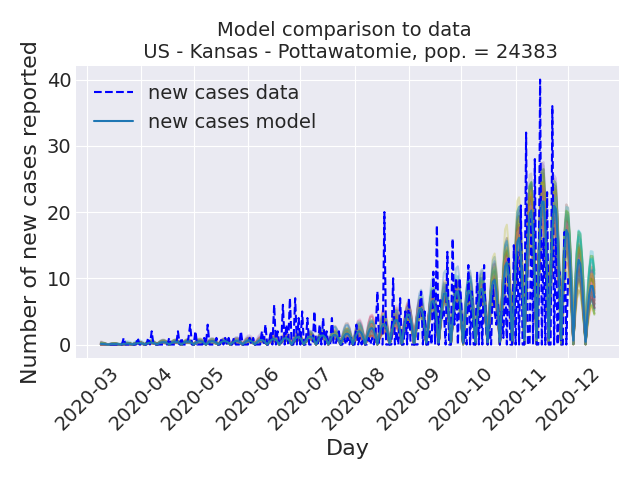 Model comparison to data
US - Kansas - Pottawatomie, pop. = 24383
Number of new cases reported
40
30
20
10
0
new cases data
new cases model
2020-03
2020-04
2020-05
2020-06
2020-07
2020-08
2020-09
2020-10
2020-11
2020-12
Day